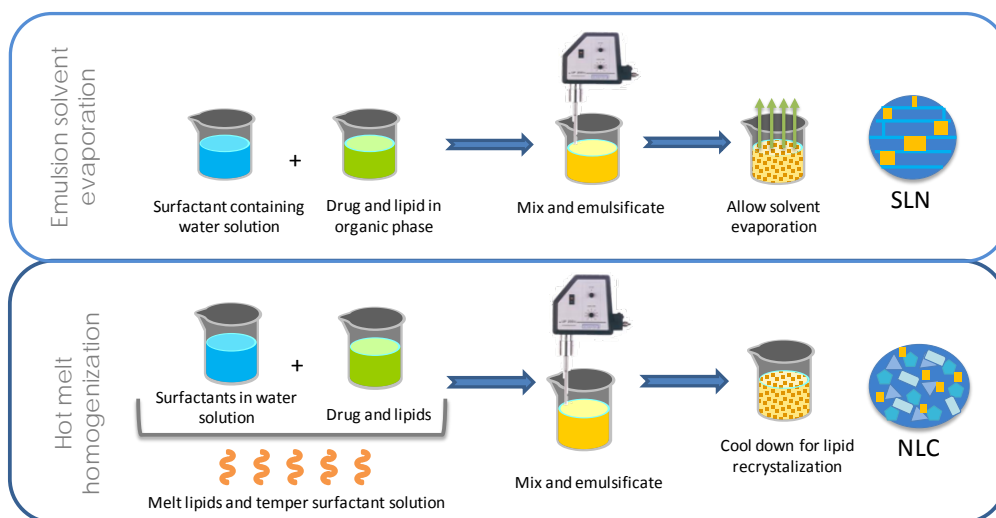 Emulsion solvent
evaporation
+
Surfactant containing
water solution
Drug and lipid in
organic phase
Mix and emulsificate
Allow solvent
evaporation
SLN
Hot melt
homogenization
+
Surfactants in water
solution
Drug and lipids
Melt lipids and temper surfactant solution
Mix and emulsificate
Cool down for lipid
recrystalization
NLC